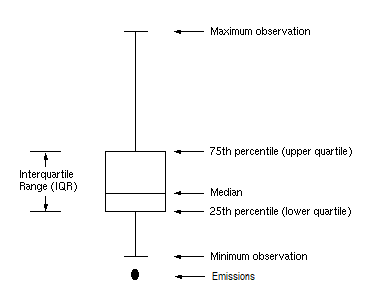 Maximum observation
75th percentile (upper quartile)
Interquartile
Range (IQR)
Median
25th percentile (lower quartile)
Minimum observation
Emissions